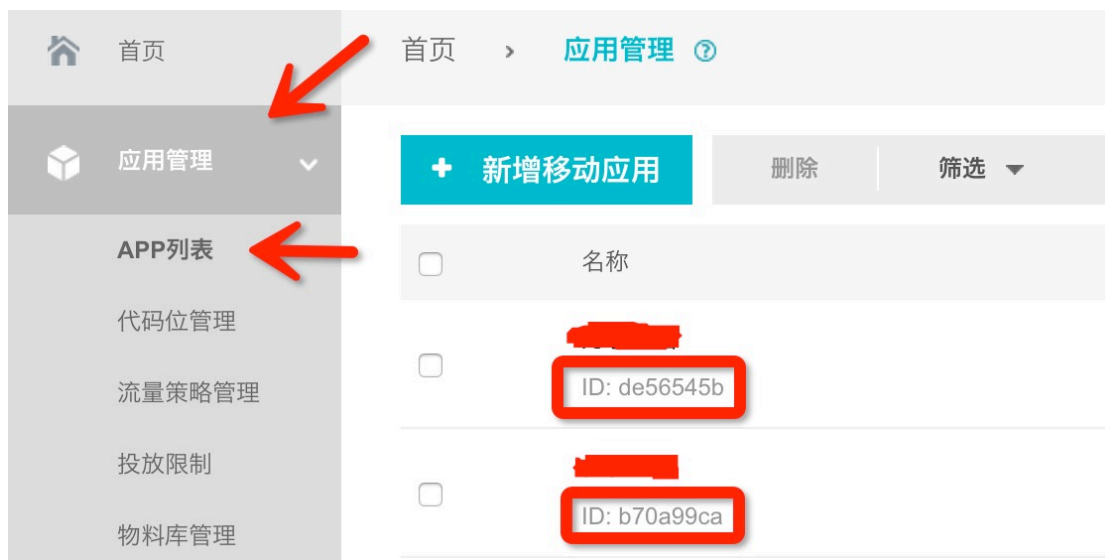 首页
应用管理
APP列表
代码位管理
流量策略管理
投放限制
物料库管理
首页 › 应用管理 ?
+ 新增移动应用 删除 筛选
名称
ID: de56545b
ID: b70a99ca